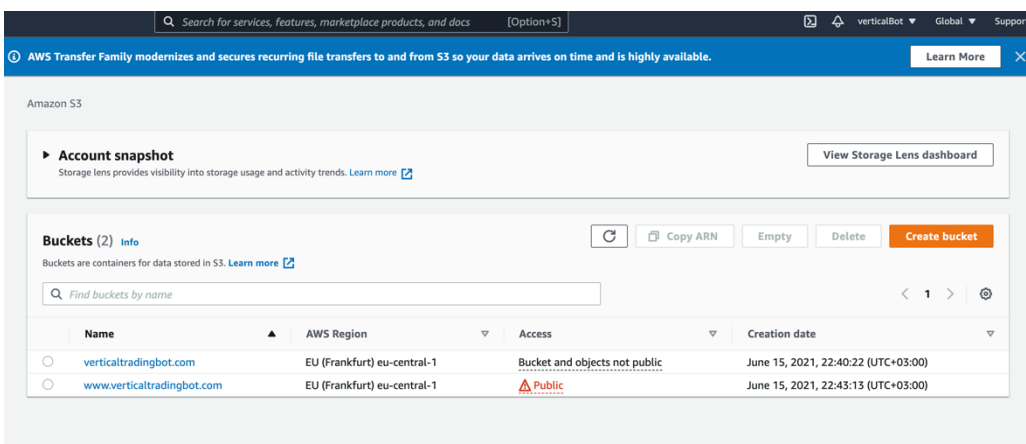 Search for services, features, marketplace products, and docs [Option+S] verticalBot ▼ Global ▼ Suppor
AWS Transfer Family modernizes and secures recurring file transfers to and from S3 so your data arrives on time and is highly available. Learn More
Amazon S3
Account snapshot
View Storage Lens dashboard
Storage lens provides visibility into storage usage and activity trends. Learn more
Buckets (2) Info
Copy ARN Empty Delete Create bucket
Buckets are containers for data stored in S3. Learn more
Find buckets by name
1
Name AWS Region Access Creation date
verticaltradingbot.com EU (Frankfurt) eu-central-1 Bucket and objects not public June 15, 2021, 22:40:22 (UTC+03:00)
www.verticaltradingbot.com EU (Frankfurt) eu-central-1 Public June 15, 2021, 22:43:13 (UTC+03:00)